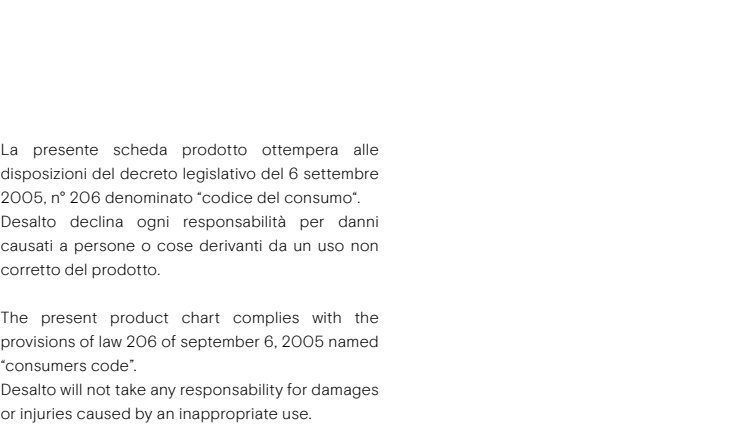 La presente scheda prodotto ottempera alle
disposizioni del decreto legislativo del 6 settembre
2005, n° 206 denominato “codice del consumo“.
Desalto declina ogni responsabilità per danni
causati a persone o cose derivanti da un uso non
corretto del prodotto.

The present product chart complies with the
provisions of law 206 of september 6, 2005 named
“consumers code”.
Desalto will not take any responsability for damages
or injuries caused by an inappropriate use.